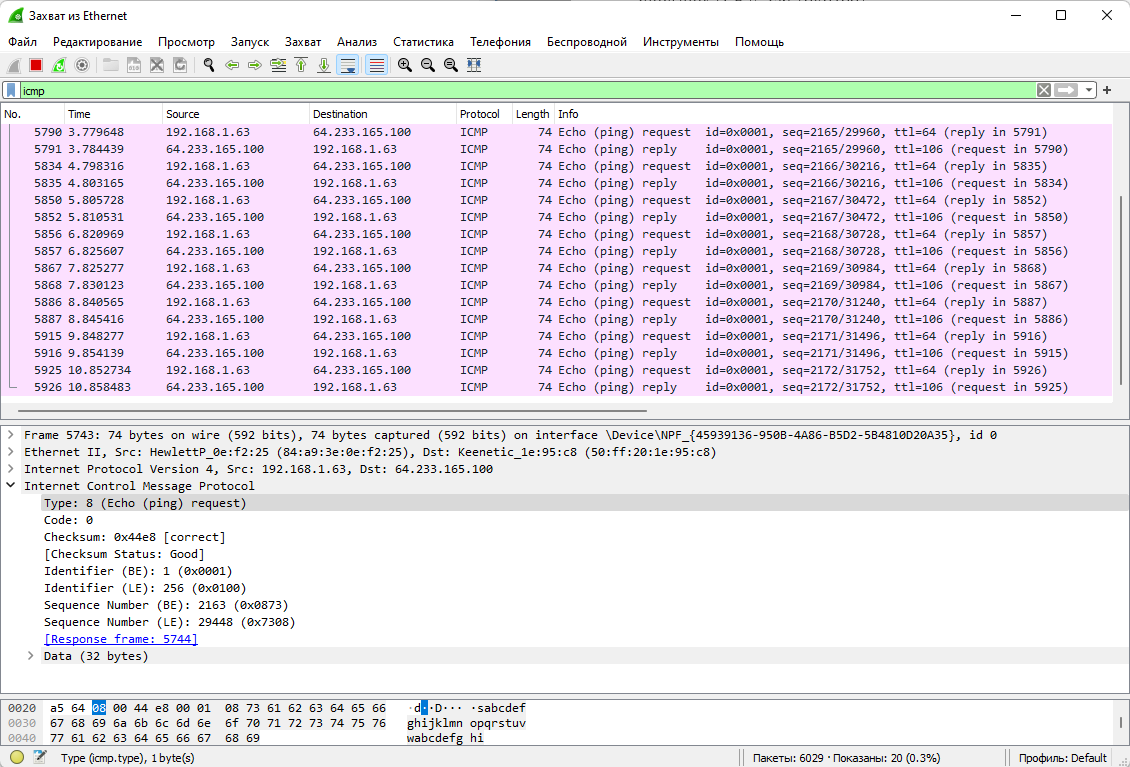 Захват из Ethernet
Файл Редактирование Просмотр Запуск Захват Анализ Статистика Телефония Беспроводной Инструменты Помощь
icmp
No. Time Source Destination Protocol Length Info
5790 3.779648 192.168.1.63 64.233.165.100 ICMP 74 Echo (ping) request id=0x0001, seq=2165/29960, ttl=64 (reply in 5791)
5791 3.784439 64.233.165.100 192.168.1.63 ICMP 74 Echo (ping) reply id=0x0001, seq=2165/29960, ttl=106 (request in 5790)
5834 4.798316 192.168.1.63 64.233.165.100 ICMP 74 Echo (ping) request id=0x0001, seq=2166/30216, ttl=64 (reply in 5835)
5835 4.803165 64.233.165.100 192.168.1.63 ICMP 74 Echo (ping) reply id=0x0001, seq=2166/30216, ttl=106 (request in 5834)
5850 5.805728 192.168.1.63 64.233.165.100 ICMP 74 Echo (ping) request id=0x0001, seq=2167/30472, ttl=64 (reply in 5852)
5852 5.810531 64.233.165.100 192.168.1.63 ICMP 74 Echo (ping) reply id=0x0001, seq=2167/30472, ttl=106 (request in 5850)
5856 6.820969 192.168.1.63 64.233.165.100 ICMP 74 Echo (ping) request id=0x0001, seq=2168/30728, ttl=64 (reply in 5857)
5857 6.825607 64.233.165.100 192.168.1.63 ICMP 74 Echo (ping) reply id=0x0001, seq=2168/30728, ttl=106 (request in 5856)
5867 7.825277 192.168.1.63 64.233.165.100 ICMP 74 Echo (ping) request id=0x0001, seq=2169/30984, ttl=64 (reply in 5868)
5868 7.830123 64.233.165.100 192.168.1.63 ICMP 74 Echo (ping) reply id=0x0001, seq=2169/30984, ttl=106 (request in 5867)
5886 8.840565 192.168.1.63 64.233.165.100 ICMP 74 Echo (ping) request id=0x0001, seq=2170/31240, ttl=64 (reply in 5887)
5887 8.845416 64.233.165.100 192.168.1.63 ICMP 74 Echo (ping) reply id=0x0001, seq=2170/31240, ttl=106 (request in 5886)
5915 9.848277 192.168.1.63 64.233.165.100 ICMP 74 Echo (ping) request id=0x0001, seq=2171/31496, ttl=64 (reply in 5916)
5916 9.854139 64.233.165.100 192.168.1.63 ICMP 74 Echo (ping) reply id=0x0001, seq=2171/31496, ttl=106 (request in 5915)
5925 10.852734 192.168.1.63 64.233.165.100 ICMP 74 Echo (ping) request id=0x0001, seq=2172/31752, ttl=64 (reply in 5926)
5926 10.858483 64.233.165.100 192.168.1.63 ICMP 74 Echo (ping) reply id=0x0001, seq=2172/31752, ttl=106 (request in 5925)
Frame 5743: 74 bytes on wire (592 bits), 74 bytes captured (592 bits) on interface \Device\NPF_{45939136-950B-4A86-B5D2-5B4810D20A35}, id 0
Ethernet II, Src: HewlettP_0e:f2:25 (84:a9:3e:0e:f2:25), Dst: Keenetic_1e:95:c8 (50:ff:20:1e:95:c8)
Internet Protocol Version 4, Src: 192.168.1.63, Dst: 64.233.165.100
Internet Control Message Protocol
Type: 8 (Echo (ping) request)
Code: 0
Checksum: 0x44e8 [correct]
[Checksum Status: Good]
Identifier (BE): 1 (0x0001)
Identifier (LE): 256 (0x0100)
Sequence Number (BE): 2163 (0x0873)
Sequence Number (LE): 29448 (0x7308)
[Response frame: 5744]
Data (32 bytes)
0020 a5 64 08 00 44 e8 00 01 08 73 61 62 63 64 65 66 ·d··D··· ·sabcdef
0030 67 68 69 6a 6b 6c 6d 6e 6f 70 71 72 73 74 75 76 ghijklmn opqrstuv
0040 77 61 62 63 64 65 66 67 68 69 wabcdefg hi
Type (icmp.type), 1 byte(s) Пакеты: 6029 · Показаны: 20 (0.3%) Профиль: Default